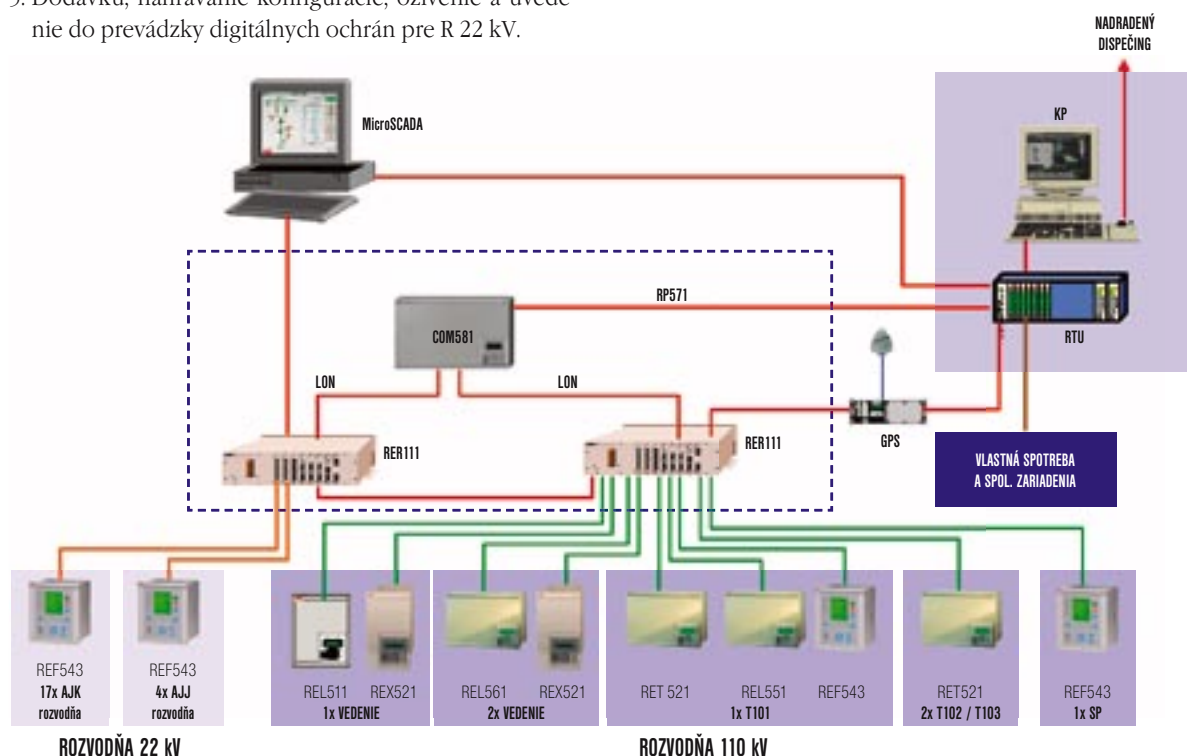 nie do prevádzky digitálnych ochrán pre R 22 kV.
NADRADENÝ
DISPEČING
KP
MicroSCADA
RP571
COM581
RTU
LON
LON
RER111
RER111
GPS
VLASTNÁ SPOTREBA
A SPOL. ZARIADENIA
REF543
17x AJK
rozvodňa
REF543
4x AJJ
rozvodňa
REL511 REX521
1x VEDENIE
REL561 REX521
2x VEDENIE
RET 521 REL551 REF543
1x T101
RET521
2x T102 / T103
REF543
1x SP
ROZVODŇA 22 kV
ROZVODŇA 110 kV